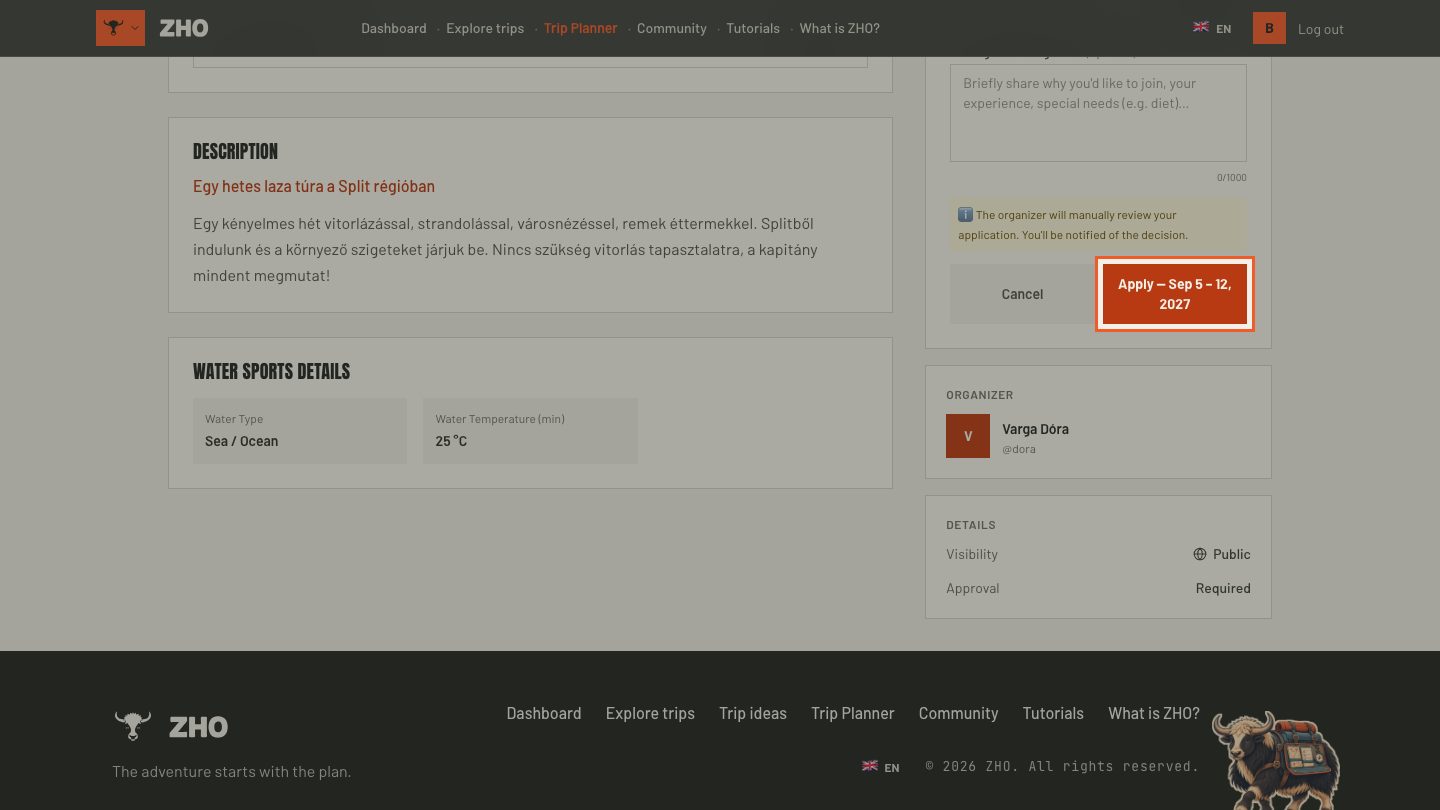 ZHO
Dashboard · Explore trips · Trip Planner · Community · Tutorials · What is ZHO?
EN
B
Log out
Briefly share why you'd like to join, your
experience, special needs (e.g. diet)...
0/1000
DESCRIPTION
Egy hetes laza túra a Split régióban
Egy kényelmes hét vitorlázással, strandolással, városnézéssel, remek éttermekkel. Splitből
indulunk és a környező szigeteket járjuk be. Nincs szükség vitorlás tapasztalatra, a kapitány
mindent megmutat!
The organizer will manually review your
application. You'll be notified of the decision.
Cancel
Apply – Sep 5 – 12,
2027
WATER SPORTS DETAILS
Water Type
Sea / Ocean
Water Temperature (min)
25 °C
ORGANIZER
V
Varga Dóra
@dora
DETAILS
Visibility
Public
Approval
Required
ZHO
The adventure starts with the plan.
Dashboard Explore trips Trip ideas Trip Planner Community Tutorials What is ZHO?
EN
© 2026 ZHO. All rights reserved.